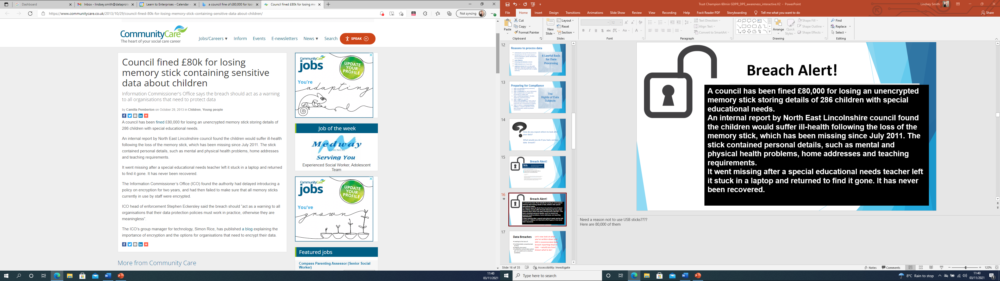 Dashboard
Inbox - lindsey.smith@dataprot
Learn to Enterprises - Calendar -
a council fine of £80,000 for losi
Council fined £80k for losing me
https://www.communitycare.co.uk/2013/10/29/council-fined-80k-for-losing-memory-stick-containing-sensitive-data-about-children/
Not syncing
CommunityCare
The heart of your social care career
Jobs/Careers ▼ Inform Events E-newsletters News ▼ Search
SPEAK
Council fined £80k for losing
memory stick containing sensitive
data about children
Information Commissioner's Office says the breach should act as a warning
to all organisations that need to protect data
by Camilla Pemberton on October 29, 2013 in Children, Young people
A council has been fined £80,000 for losing an unencrypted memory stick storing details of
286 children with special educational needs.
An internal report by North East Lincolnshire council found the children would suffer ill-health
following the loss of the memory stick, which has been missing since July 2011. The stick
contained personal details, such as mental and physical health problems, home addresses
and teaching requirements.
It went missing after a special educational needs teacher left it stuck in a laptop and returned
to find it gone. It has never been recovered.
The Information Commissioner's Office (ICO) found the authority had delayed introducing a
policy on encryption for two years, and had then failed to make sure that all memory sticks
currently in use by staff were encrypted.
ICO head of enforcement Stephen Eckersley said the breach should "act as a warning to all
organisations that their data protection policies must work in practice, otherwise they are
meaningless".
The ICO's group manager for technology, Simon Rice, has published a blog explaining the
importance of encryption and the options for organisations that need to encrypt their data.
More from Community Care
CommunityCare
jobs
UPDATE
YOUR
PROFILE
You're
adapting
Job of the week
Medway
COUNCIL
Serving You
Experienced Social Worker, Adolescent
Team
CommunityCare
jobs
UPDATE
YOUR
PROFILE
You've
grown
Featured jobs
Compass Parenting Assessor (Senior Social
Worker)
11:40
03/11/2021
Trust Champion 60min GDPR_DPE_awareness_interactive.V2 - PowerPoint
Lindsey Smith
File Home Insert Design Transitions Animations Slide Show Review View Recording Help Foxit Reader PDF Storyboarding Tell me what you want to do
Share
Paste
Cut
Copy
Format Painter
Clipboard
New
Slide
Layout
Reset
Section
Slides
12
Font
Text Direction
Align Text
Convert to SmartArt
Paragraph
Arrange
Quick
Styles
Shape Fill
Shape Outline
Shape Effects
Drawing
Find
Replace
Select
Editing
12
Reasons to process data
6 Lawful Basis
for Data
Processing
13
Preparing for Compliance
The
Rights of Data
Subjects
14
How do you expect others to look after
your data?
What would you do if you had a serious
data breach?
15
Breach Alert!
ico.
16
Breach Alert!
17
Data Breaches
Let's now look at what
you've written down and
DPE's recommended data
breach reporting steps to
take – would you have
known what to do?
Breach Alert!
A council has been fined £80,000 for losing an unencrypted
memory stick storing details of 286 children with special
educational needs.
An internal report by North East Lincolnshire council found
the children would suffer ill-health following the loss of the
memory stick, which has been missing since July 2011. The
stick contained personal details, such as mental and
physical health problems, home addresses and teaching
requirements.
It went missing after a special educational needs teacher left
it stuck in a laptop and returned to find it gone. It has never
been recovered.
Need a reason not to use USB sticks????
Here are 80,000 of them
Slide 16 of 35
Accessibility: Investigate
Notes
Comments
120%
Type here to search
8°C Rain to stop
11:40
03/11/2021